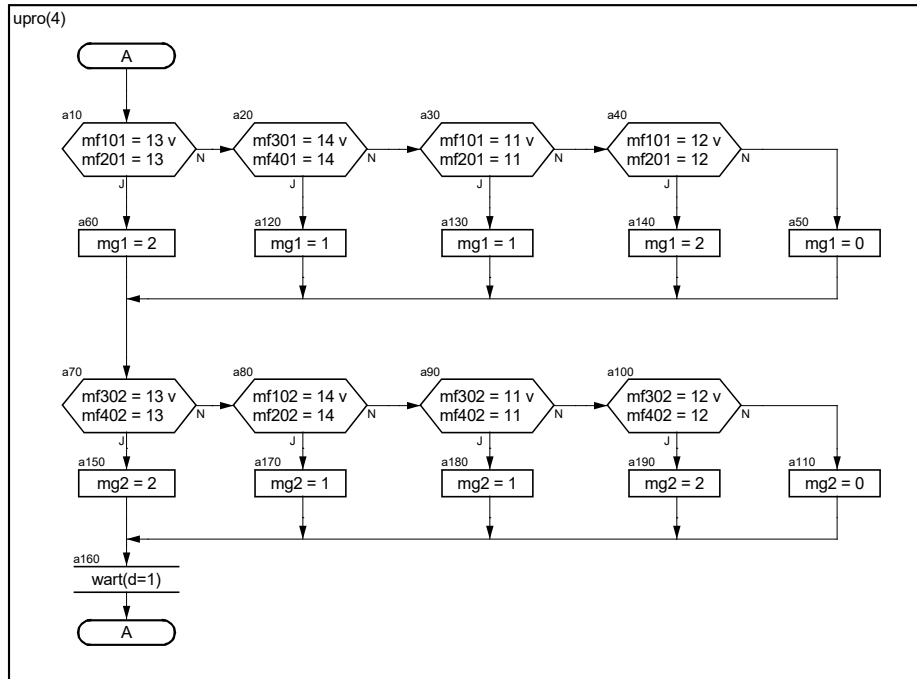 upro(4)
A
a10
a20
a30
a40
mf101 = 13 v
mf201 = 13
N
J
mf301 = 14 v
mf401 = 14
N
J
mf101 = 11 v
mf201 = 11
N
J
mf101 = 12 v
mf201 = 12
N
J
a60
a120
a130
a140
a50
mg1 = 2
mg1 = 1
mg1 = 1
mg1 = 2
mg1 = 0
a70
a80
a90
a100
mf302 = 13 v
mf402 = 13
N
J
mf102 = 14 v
mf202 = 14
N
J
mf302 = 11 v
mf402 = 11
N
J
mf302 = 12 v
mf402 = 12
N
J
a150
a170
a180
a190
a110
mg2 = 2
mg2 = 1
mg2 = 1
mg2 = 2
mg2 = 0
a160
wart(d=1)
A